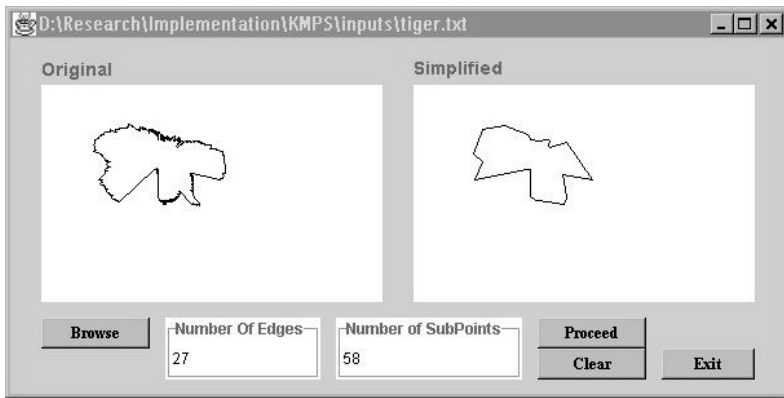 D:\Research\Implementation\KMPS\inputs\tiger.txt
Original
Simplified
Browse
Number Of Edges
27
Number of SubPoints
58
Proceed
Clear
Exit